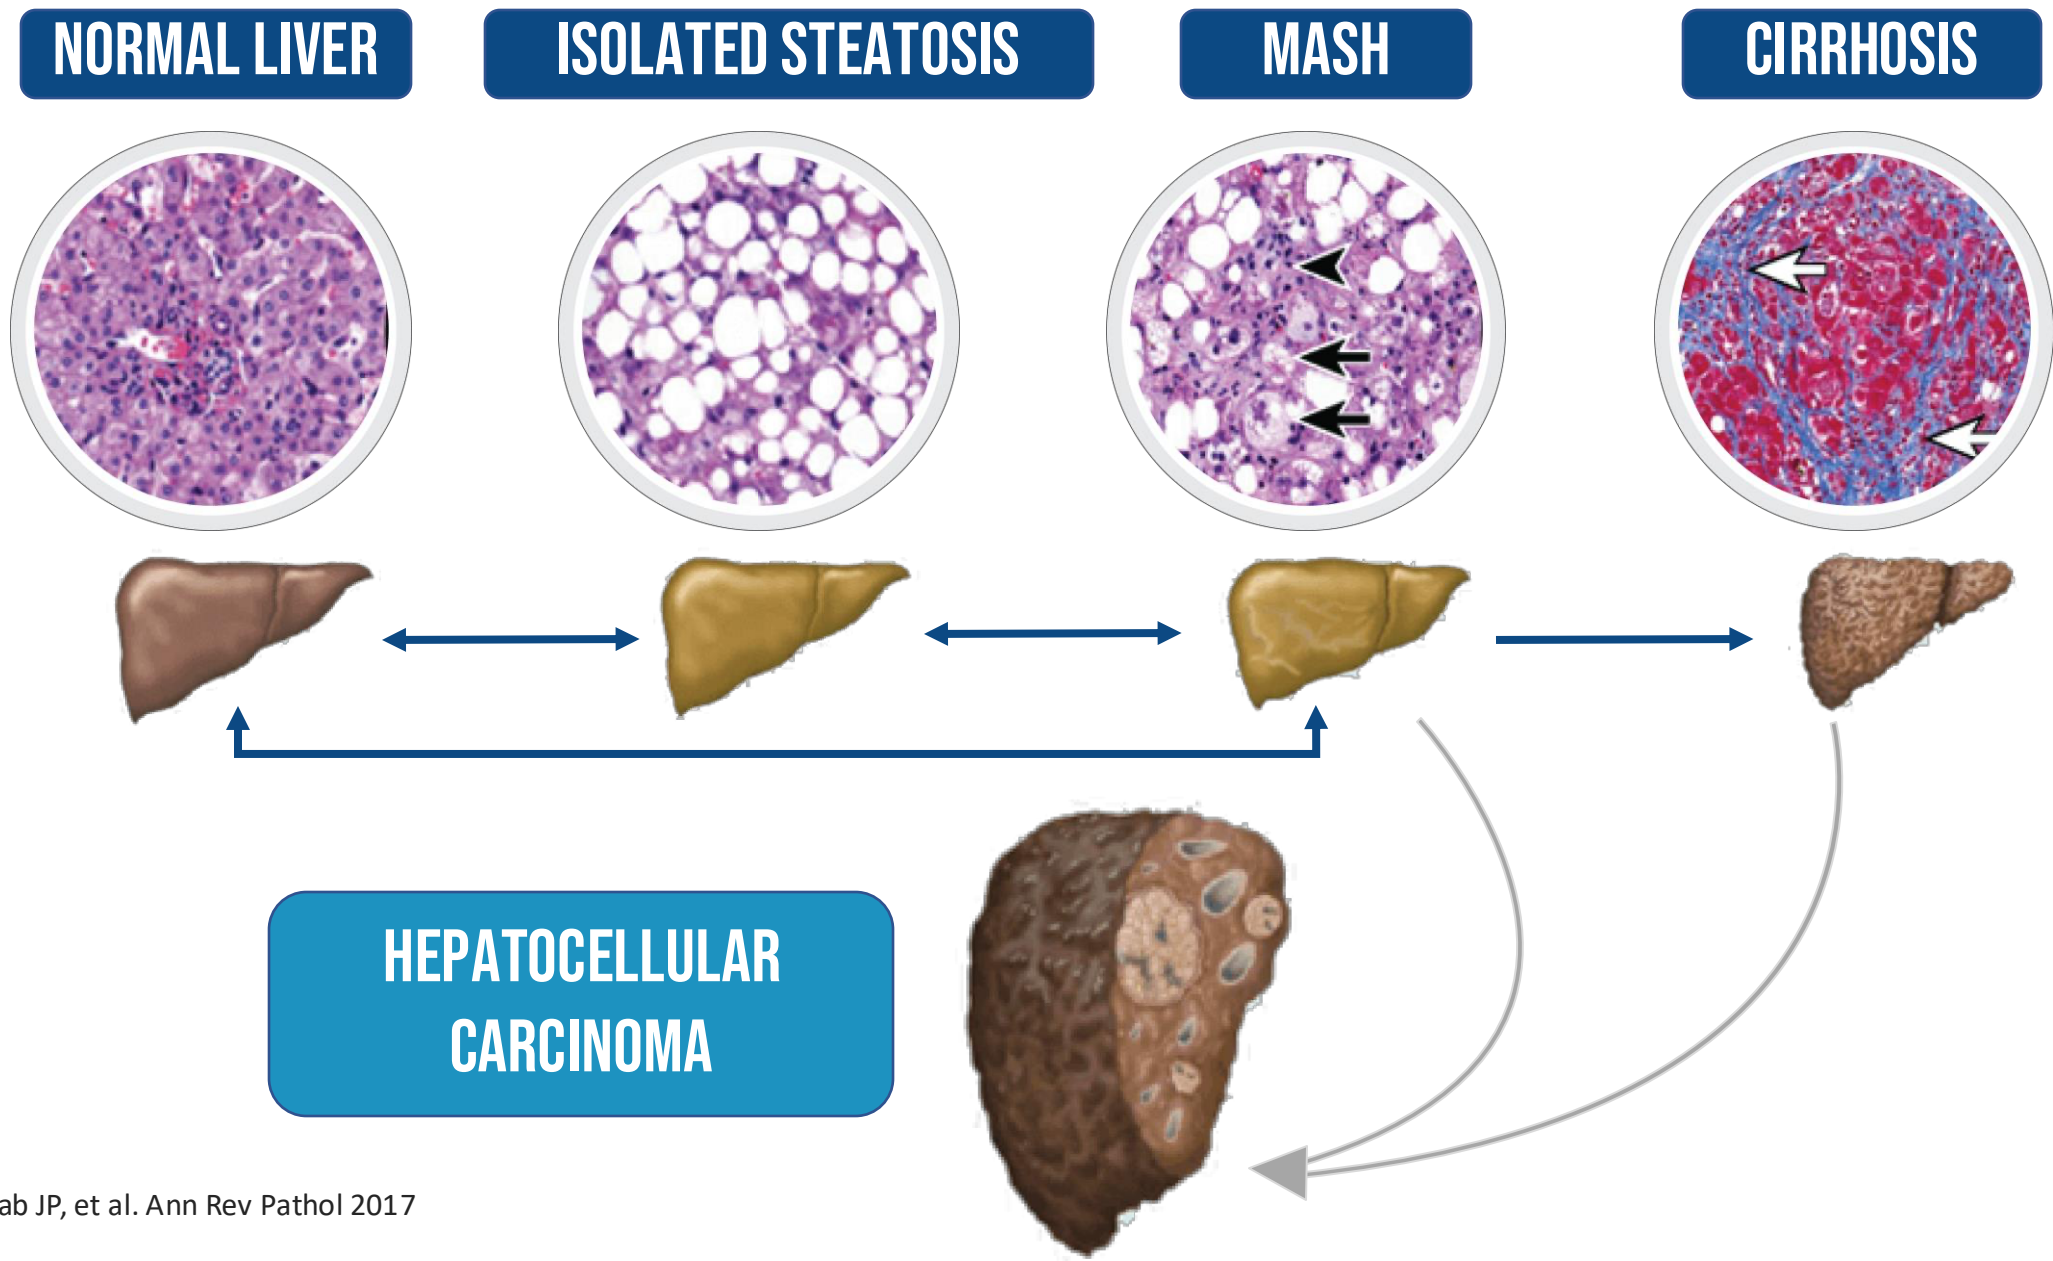 NORMAL LIVER
ISOLATED STEATOSIS
MASH
CIRRHOSIS
HEPATOCELLULAR
CARCINOMA
ab JP, et al. Ann Rev Pathol 2017